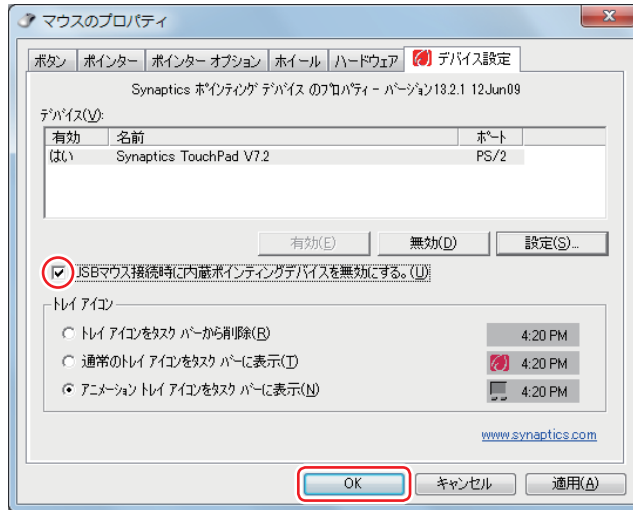 マウスのプロパティ
ボタン ポインター ポインター オプション ホイール ハードウェア デバイス設定
Synaptics ポインティング デバイス のプロパティ - バージョン13.2.1 12Jun09
デバイス(V):
有効 名前 ポート
はい Synaptics TouchPad V7.2 PS/2
有効(E) 無効(D) 設定(S)...
USBマウス接続時に内蔵ポインティングデバイスを無効にする。(U)
トレイ アイコン
トレイ アイコンをタスク バーから削除(R) 4:20 PM
通常のトレイ アイコンをタスク バーに表示(T) 4:20 PM
アニメーション トレイ アイコンをタスク バーに表示(N) 4:20 PM
www.synaptics.com
OK キャンセル 適用(A)